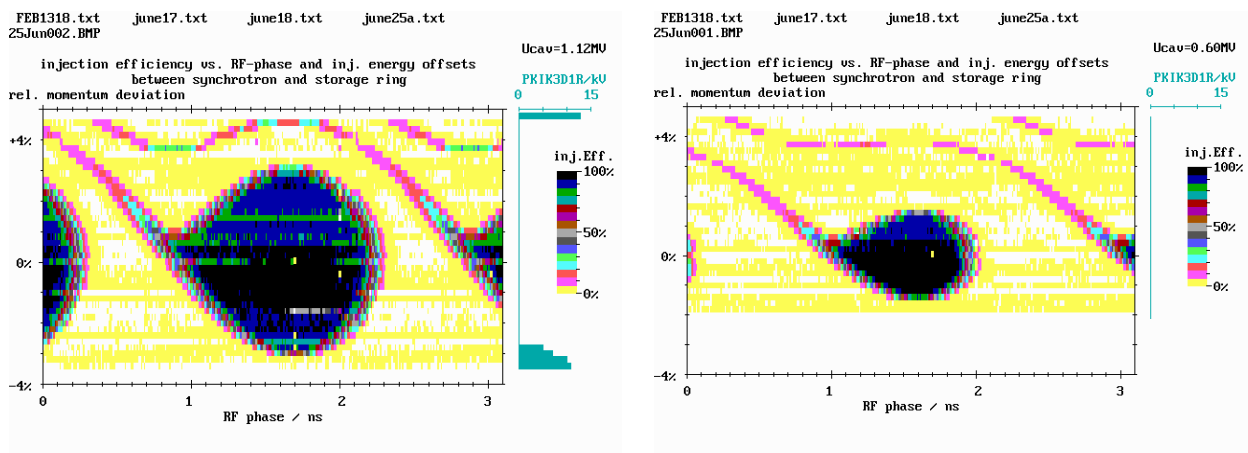 FEB1318.txt june17.txt june18.txt june25a.txt
25Jun002.BMP
Ucav=1.12MV
injection efficiency vs. RF-phase and inj. energy offsets
between synchrotron and storage ring
PKIK3D1R/kV
rel. momentum deviation
0 15
+4%
inj.Eff.
100%
50%
0%
0%
-4%
0 1 2 3
RF phase / ns
FEB1318.txt june17.txt june18.txt june25a.txt
25Jun001.BMP
Ucav=0.60MV
injection efficiency vs. RF-phase and inj. energy offsets
between synchrotron and storage ring
PKIK3D1R/kV
rel. momentum deviation
0 15
+4%
inj.Eff.
100%
50%
0%
0%
-4%
0 1 2 3
RF phase / ns